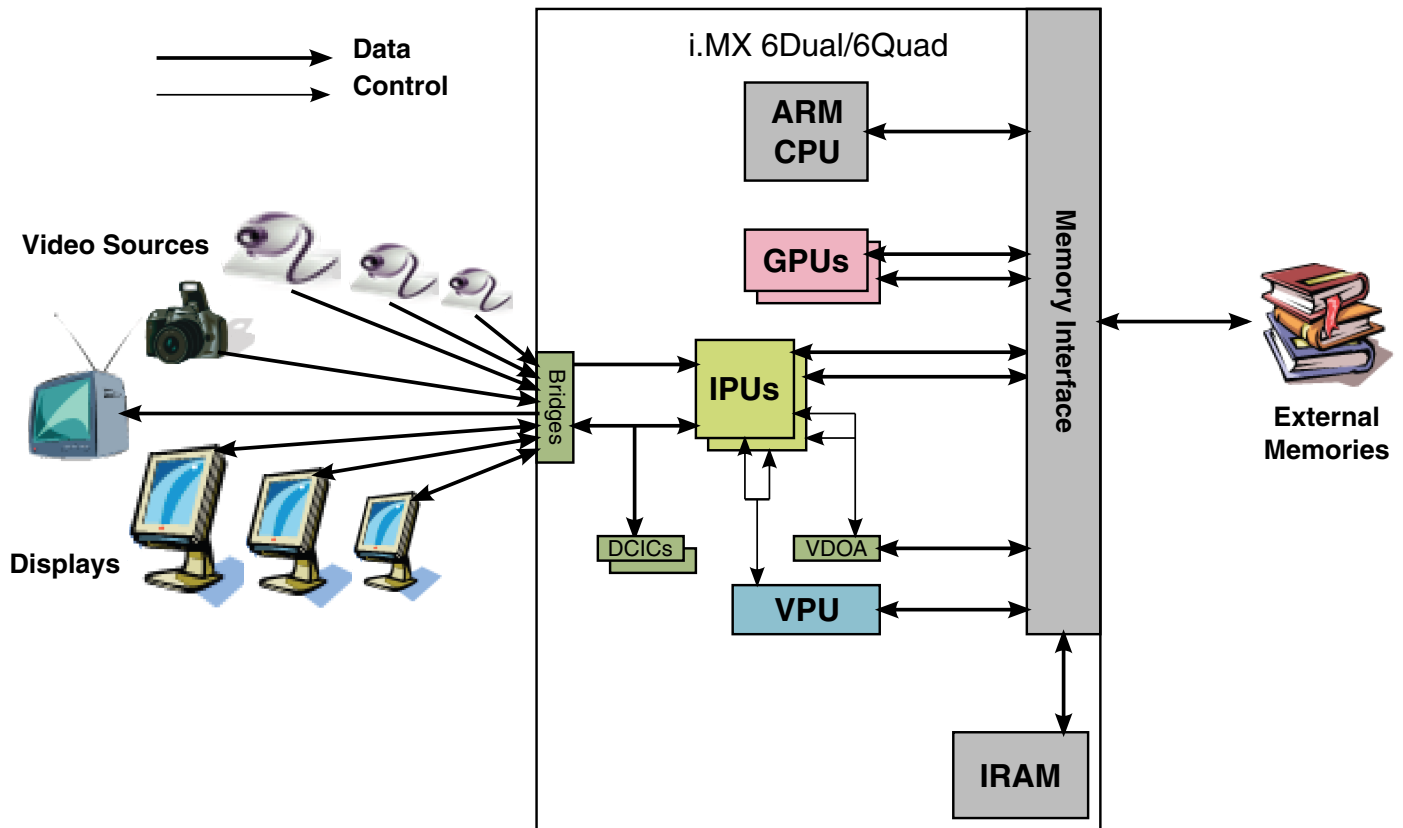 Data
Control
i.MX 6Dual/6Quad
ARM
CPU
Video Sources
GPUs
Memory Interface
Bridges
IPUs
External
Memories
DCICs
VDOA
Displays
VPU
IRAM